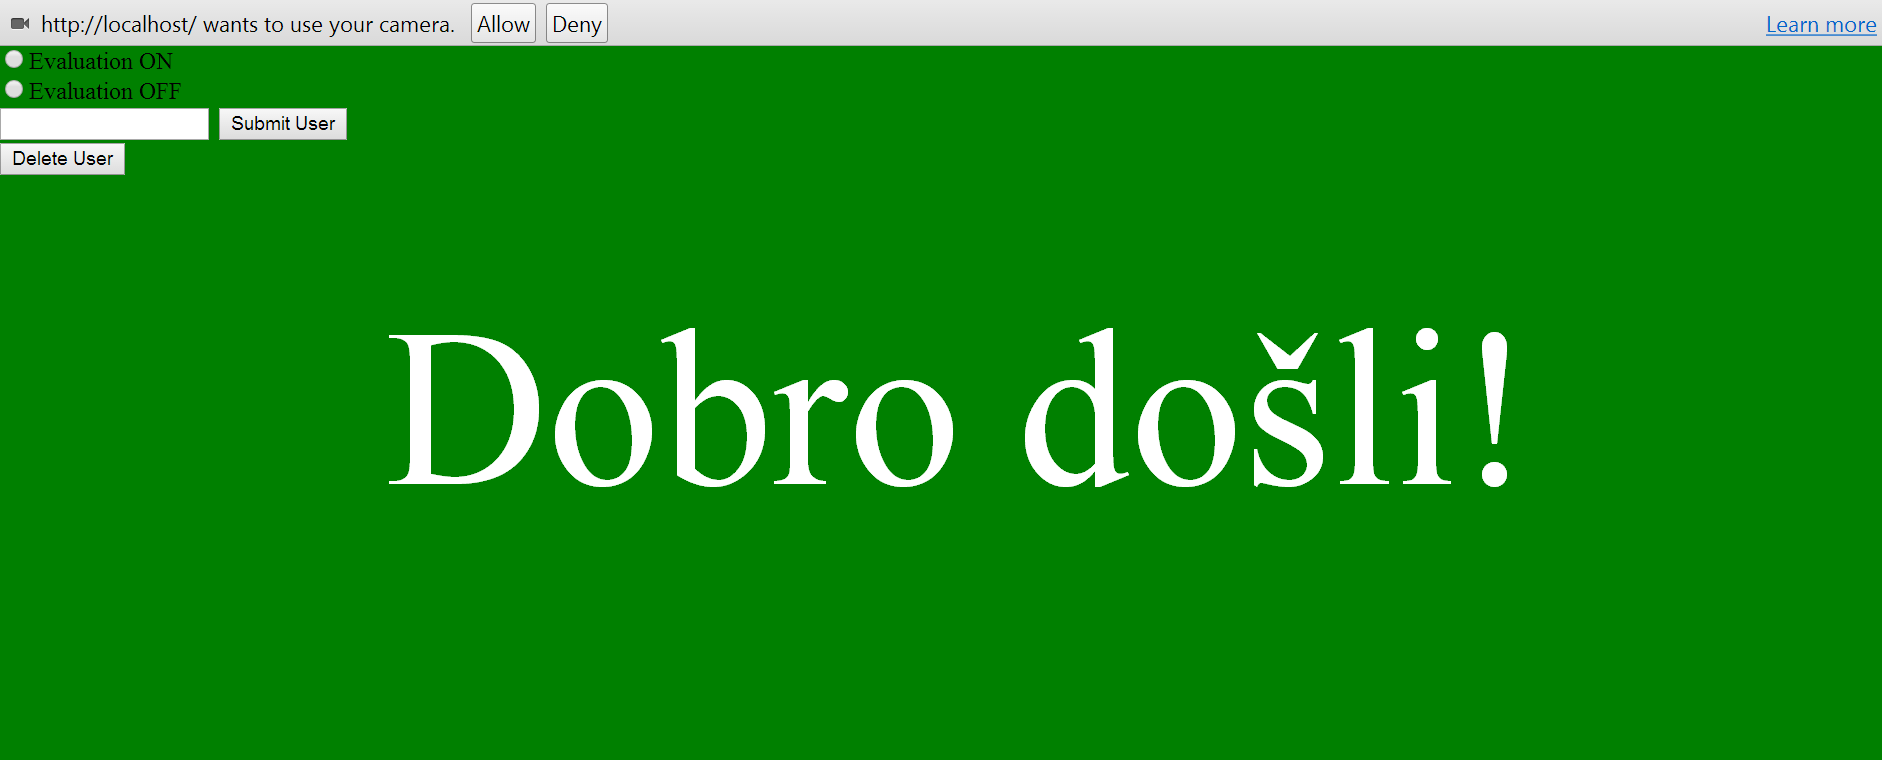 http://localhost/ wants to use your camera. Allow Deny Learn more
Evaluation ON
Evaluation OFF
Submit User
Delete User
Dobro došli!